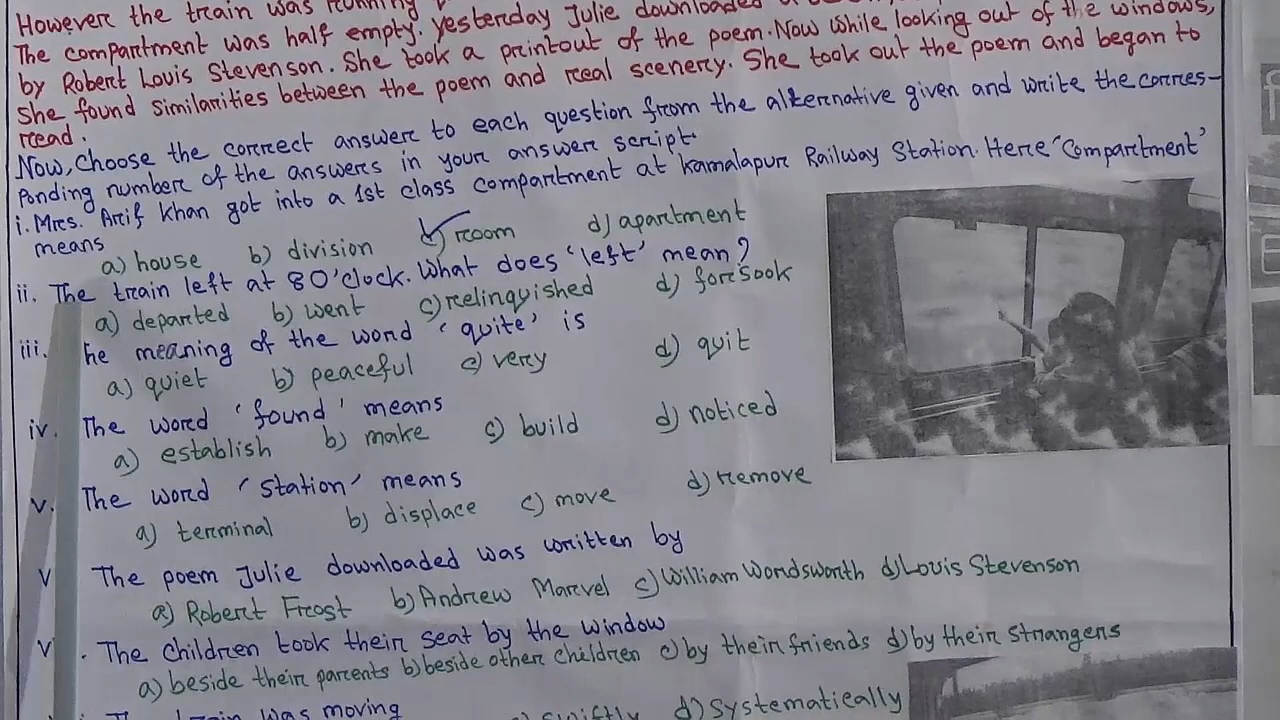 However the train was running
The compartment was half empty. yesterday Julie downloaded a
by Robert Louis Stevenson. She took a printout of the poem. Now while looking out of the windows,
She found similarities between the poem and real scenery. She took out the poem and began to
read.
Now, Choose the correct answer to each question from the alternative given and write the corres-
ponding number of the answers in your answer script.
i. Mrs. Arif Khan got into a 1st class compartment at Kamalapur Railway Station. Here 'Compartment'
means
a) house b) division c) room d) apartment
ii. The train left at 8 O'clock. What does 'left' mean?
a) departed b) went c) relinquished d) foresook
iii. he meaning of the word 'quite' is
a) quiet b) peaceful c) very d) quit
iv. The word 'found' means
a) establish b) make c) build d) noticed
v. The word 'Station' means
a) terminal b) displace c) move d) remove
v The poem Julie downloaded was written by
a) Robert Frost b) Andrew Marvel c) William Wordsworth d) Louis Stevenson
v . The children took their seat by the window
a) beside their parents b) beside other children c) by their friends d) by their strangers
train was moving
swiftly d) Systematically